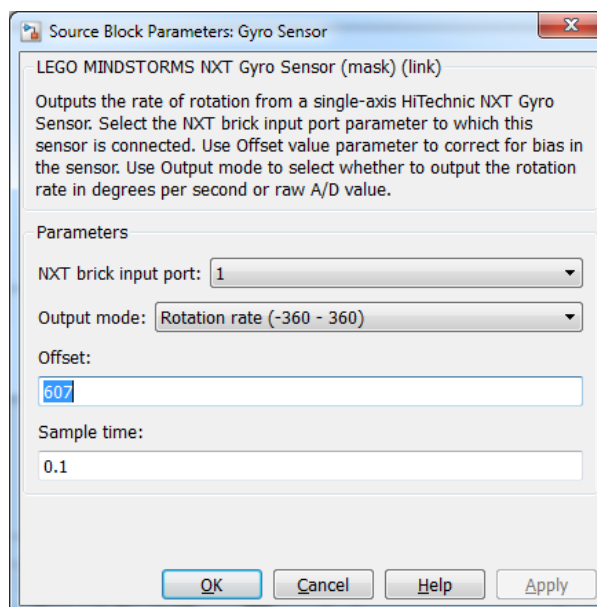 Source Block Parameters: Gyro Sensor
LEGO MINDSTORMS NXT Gyro Sensor (mask) (link)
Outputs the rate of rotation from a single-axis HiTechnic NXT Gyro
Sensor. Select the NXT brick input port parameter to which this
sensor is connected. Use Offset value parameter to correct for bias in
the sensor. Use Output mode to select whether to output the rotation
rate in degrees per second or raw A/D value.
Parameters
NXT brick input port: 1
Output mode: Rotation rate (-360 - 360)
Offset:
607
Sample time:
0.1
OK Cancel Help Apply